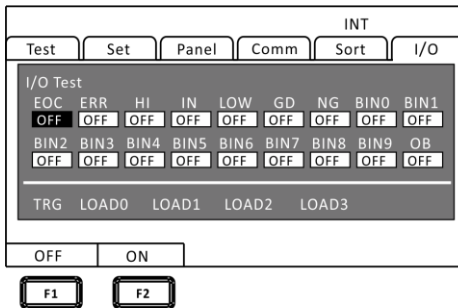 INT
Test Set Panel Comm Sort I/O
I/O Test
EOC ERR HI IN LOW GD NG BIN0 BIN1
OFF OFF OFF OFF OFF OFF OFF OFF OFF
BIN2 BIN3 BIN4 BIN5 BIN6 BIN7 BIN8 BIN9 OB
OFF OFF OFF OFF OFF OFF OFF OFF OFF
TRG LOAD0 LOAD1 LOAD2 LOAD3
OFF ON
F1 F2